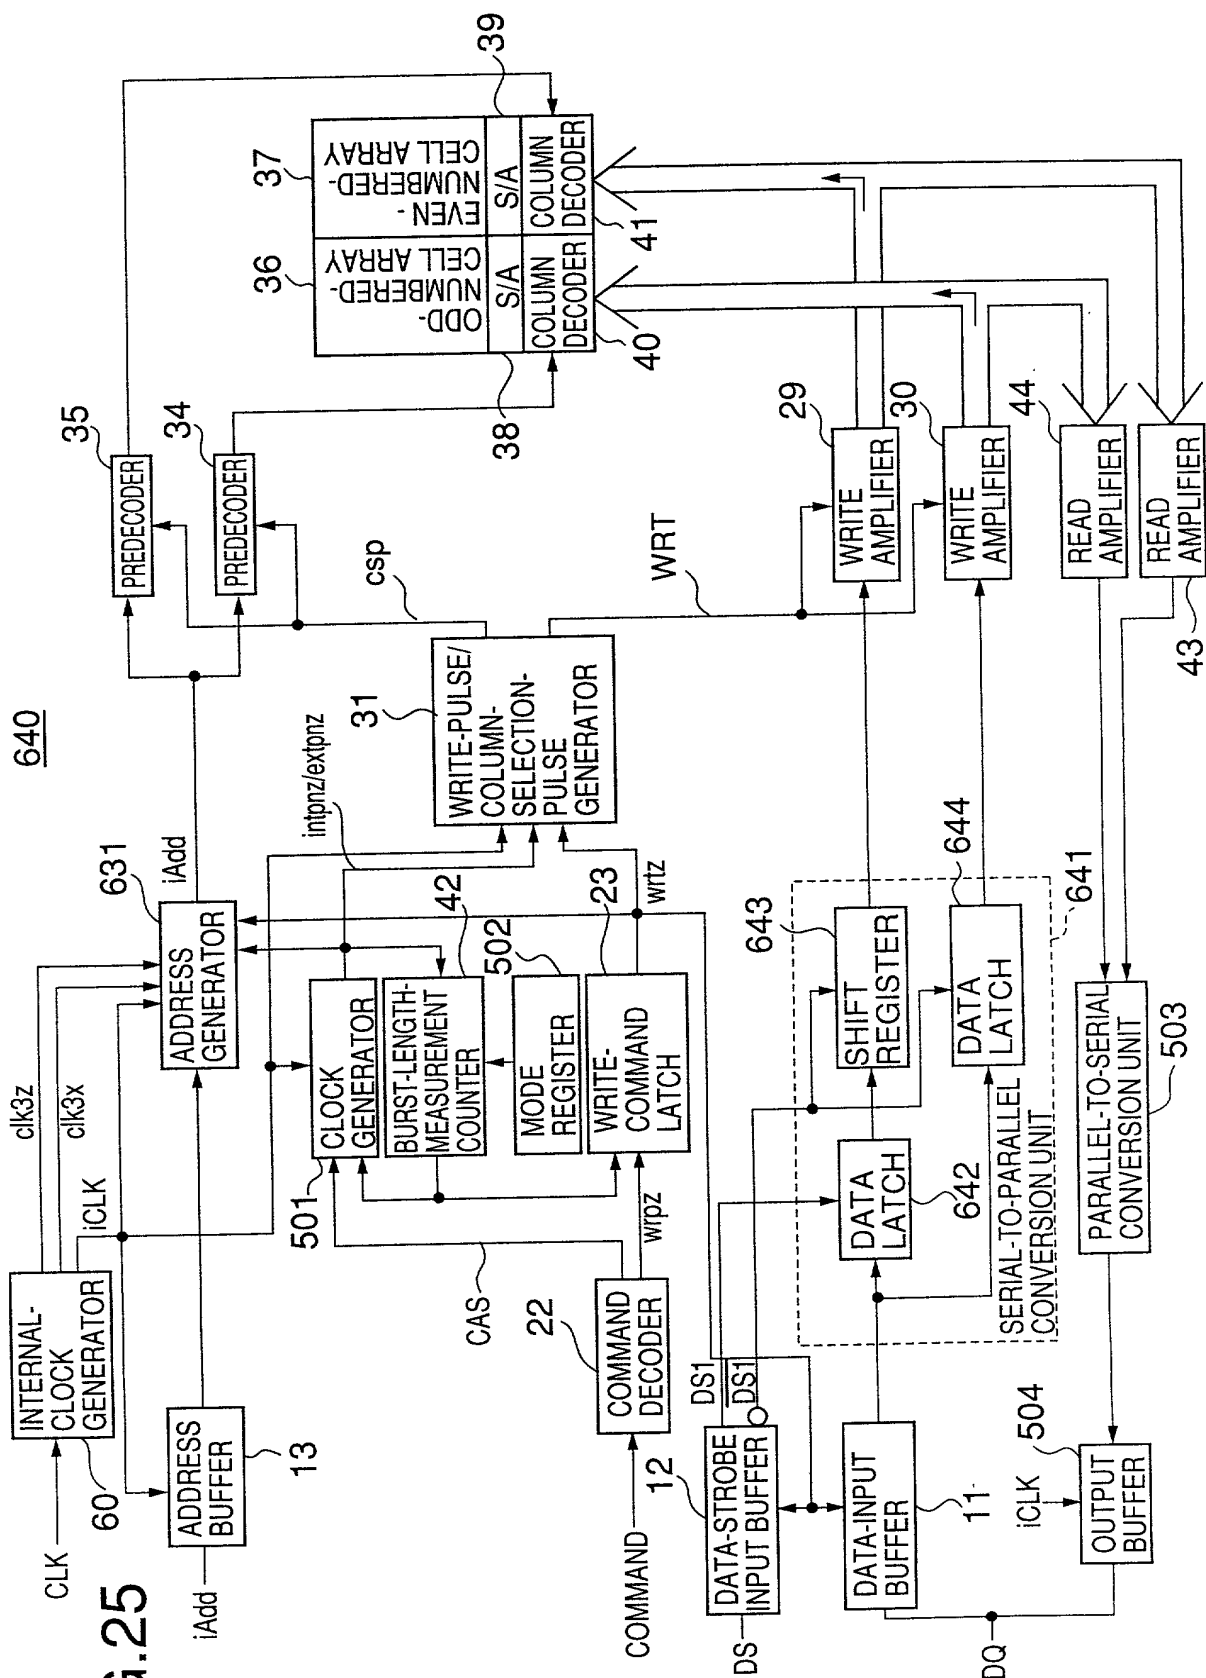 G.25
640
CLK
60
INTERNAL-
CLOCK
GENERATOR
clk3z
clk3x
iCLK
iAdd
ADDRESS
BUFFER
13
ADDRESS
GENERATOR
631
iAdd
PREDECODER
35
PREDECODER
34
36
37
ODD-
NUMBERED-
CELL ARRAY
EVEN-
NUMBERED-
CELL ARRAY
S/A
S/A
38
39
COLUMN
DECODER
COLUMN
DECODER
40
41
501
CLOCK
GENERATOR
BURST-LENGTH-
MEASUREMENT
COUNTER
42
MODE
REGISTER
502
WRITE-
COMMAND
LATCH
23
intpnz/extpnz
wrtz
31
WRITE-PULSE/
COLUMN-
SELECTION-
PULSE
GENERATOR
csp
WRT
COMMAND
COMMAND
DECODER
22
CAS
wrpz
DS
DATA-STROBE
INPUT BUFFER
12
DS1
DS1
DATA-INPUT
BUFFER
11
DQ
DATA
LATCH
642
SHIFT
REGISTER
643
DATA
LATCH
644
SERIAL-TO-PARALLEL
CONVERSION UNIT
641
WRITE
AMPLIFIER
29
WRITE
AMPLIFIER
30
READ
AMPLIFIER
44
READ
AMPLIFIER
43
PARALLEL-TO-SERIAL
CONVERSION UNIT
503
iCLK
OUTPUT
BUFFER
504